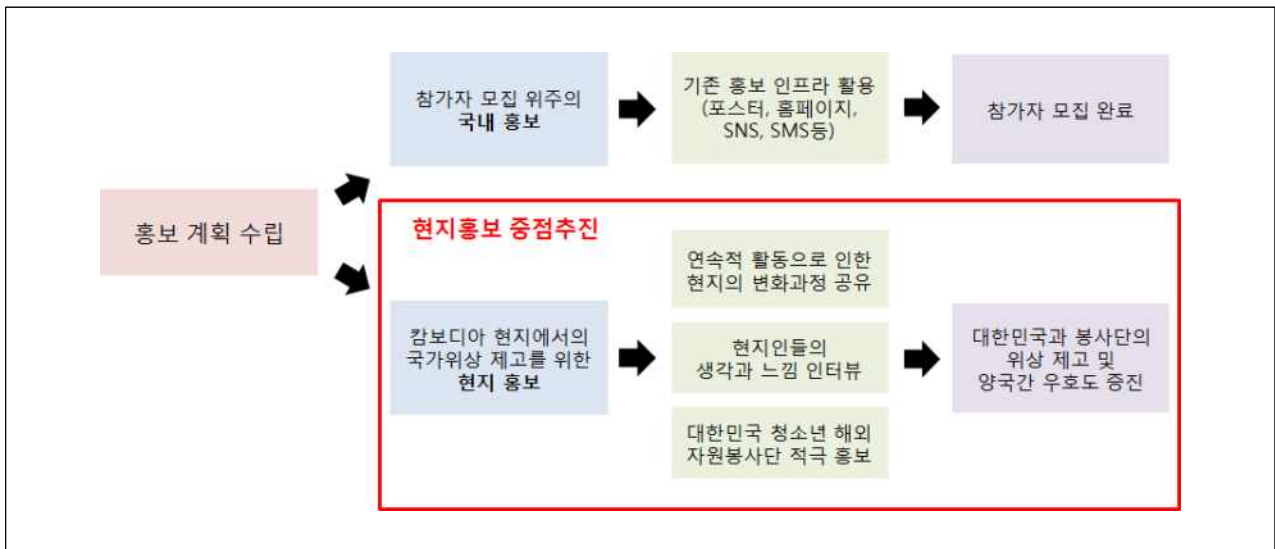 참가자 모집 위주의
국내 홍보
기존 홍보 인프라 활용
(포스터, 홈페이지,
SNS, SMS등)
참가자 모집 완료
홍보 계획 수립
현지홍보 중점추진
캄보디아 현지에서의
국가위상 제고를 위한
현지 홍보
연속적 활동으로 인한
현지의 변화과정 공유
현지인들의
생각과 느낌 인터뷰
대한민국 청소년 해외
자원봉사단 적극 홍보
대한민국과 봉사단의
위상 제고 및
양국간 우호도 증진